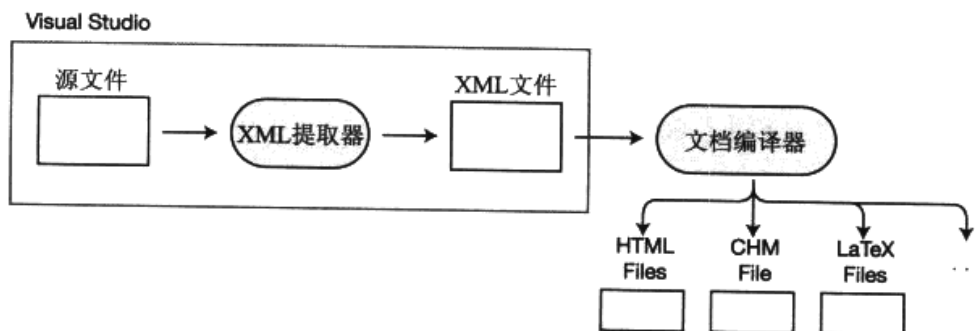 Visual Studio
源文件
XML提取器
XML文件
文档编译器
HTML
Files
CHM
File
LaTeX
Files
..